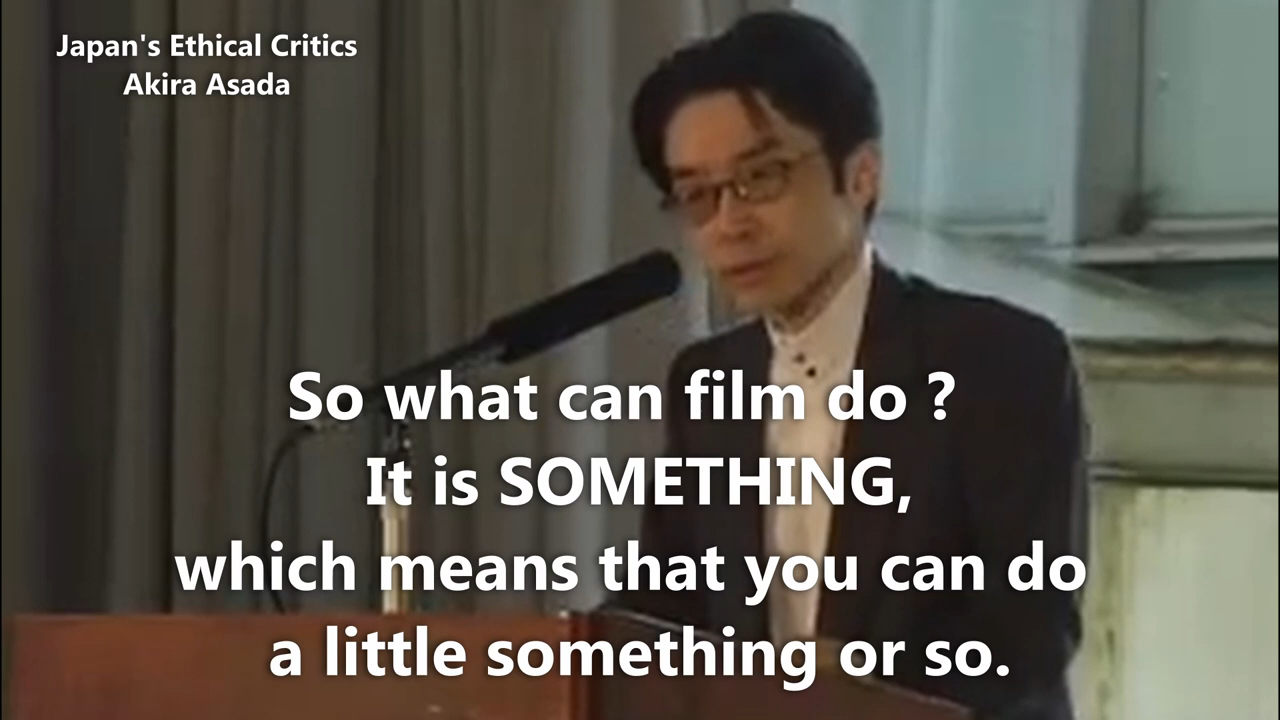 Japan's Ethical Critics
Akira Asada
So what can film do ?
It is SOMETHING,
which means that you can do
a little something or so.